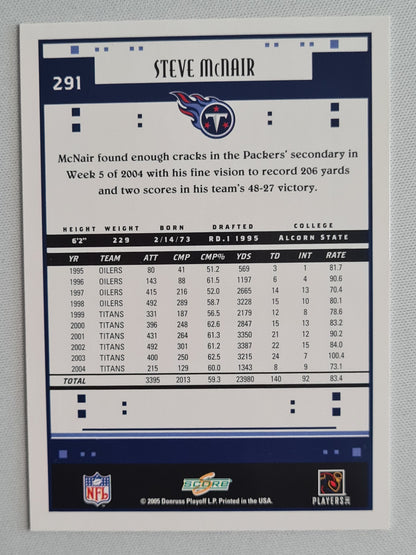 STEVE McNAIR
291
T
McNair found enough cracks in the Packers' secondary in
Week 5 of 2004 with his fine vision to record 206 yards
and two scores in his team's 48-27 victory.
HEIGHT WEIGHT BORN DRAFTED COLLEGE
6'2" 229 2/14/73 RD.1 1995 ALCORN STATE
YR TEAM ATT CMP CMP% YDS TD INT RATE
1995 OILERS 80 41 51.2 569 3 1 81.7
1996 OILERS 143 88 61.5 1197 6 4 90.6
1997 OILERS 415 216 52.0 2665 14 13 70.4
1998 OILERS 492 289 58.7 3228 15 10 80.1
1999 TITANS 331 187 56.5 2179 12 8 78.6
2000 TITANS 396 248 62.6 2847 15 13 83.2
2001 TITANS 431 264 61.3 3350 21 12 90.2
2002 TITANS 492 301 61.2 3387 22 15 84.0
2003 TITANS 400 250 62.5 3215 24 7 100.4
2004 TITANS 215 129 60.0 1343 8 9 73.1
TOTAL 3395 2013 59.3 23980 140 92 83.4
NFL
SCORE
PLAYERS INC
© 2005 Donruss Playoff L.P. Printed in the USA.